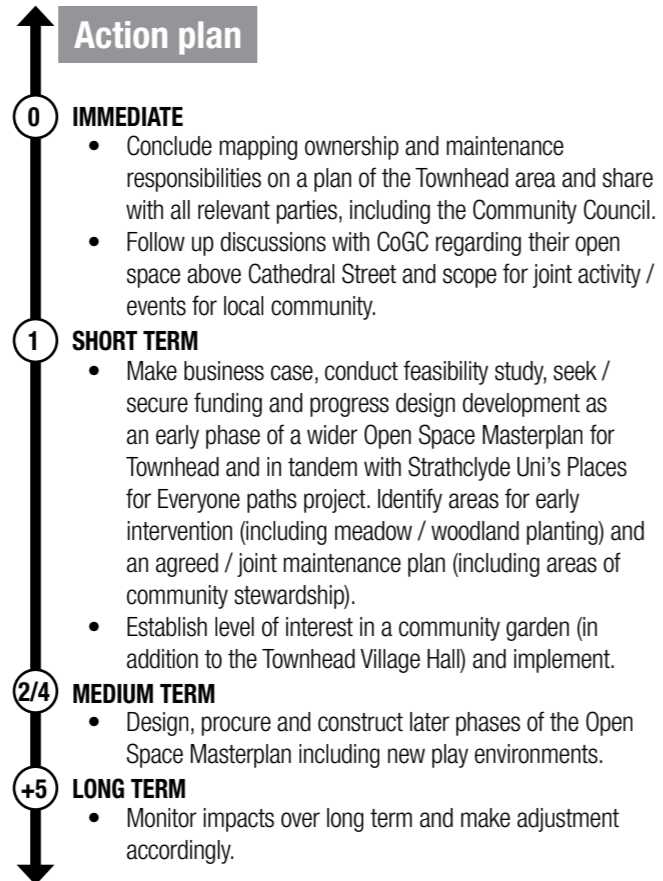 Action plan
0 IMMEDIATE
• Conclude mapping ownership and maintenance
responsibilities on a plan of the Townhead area and share
with all relevant parties, including the Community Council.
• Follow up discussions with CoGC regarding their open
space above Cathedral Street and scope for joint activity /
events for local community.
1 SHORT TERM
• Make business case, conduct feasibility study, seek /
secure funding and progress design development as
an early phase of a wider Open Space Masterplan for
Townhead and in tandem with Strathclyde Uni’s Places
for Everyone paths project. Identify areas for early
intervention (including meadow / woodland planting) and
an agreed / joint maintenance plan (including areas of
community stewardship).
• Establish level of interest in a community garden (in
addition to the Townhead Village Hall) and implement.
2/4 MEDIUM TERM
• Design, procure and construct later phases of the Open
Space Masterplan including new play environments.
+5 LONG TERM
• Monitor impacts over long term and make adjustment
accordingly.